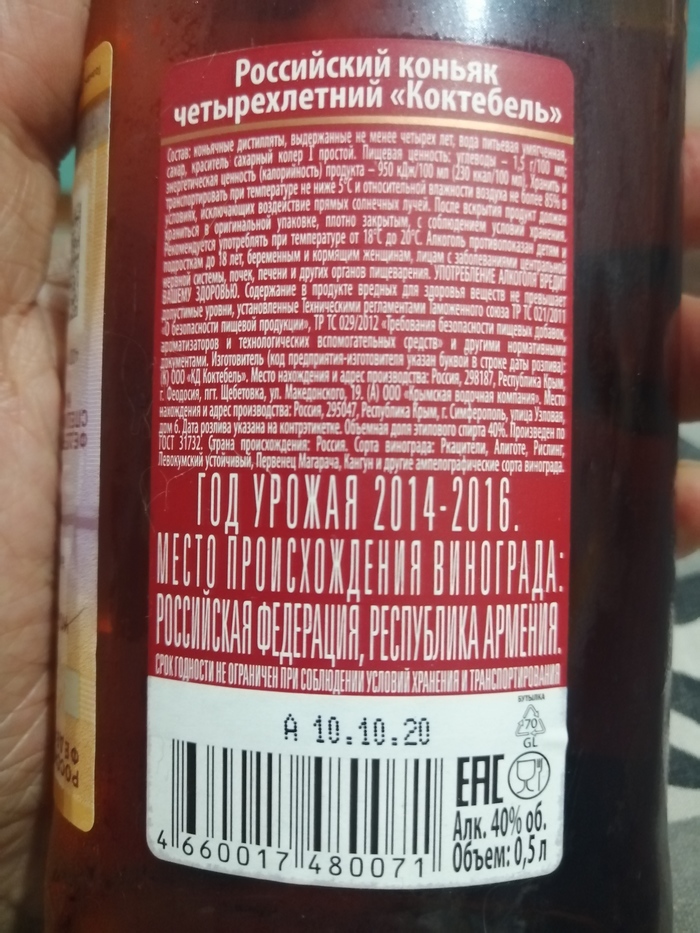 Российский коньяк
четырехлетний «Коктебель»
Состав: коньячные дистилляты, выдержанные не менее четырех лет, вода питьевая умягченная,
сахар, краситель сахарный колер I простой. Пищевая ценность: углеводы – 1,5 г/100 мл;
энергетическая ценность (калорийность) продукта – 950 кДж/100 мл (230 ккал/100 мл). Хранить и
транспортировать при температуре не ниже 5°С и относительной влажности воздуха не более 85% в
условиях, исключающих воздействие прямых солнечных лучей. После вскрытия продукт должен
храниться в оригинальной упаковке, плотно закрытым, с соблюдением условий хранения.
Рекомендуется употреблять при температуре от 18°С до 20°С. Алкоголь противопоказан детям и
подросткам до 18 лет, беременным и кормящим женщинам, лицам с заболеваниями центральной
нервной системы, почек, печени и других органов пищеварения. УПОТРЕБЛЕНИЕ АЛКОГОЛЯ ВРЕДИТ
ВАШЕМУ ЗДОРОВЬЮ. Содержание в продукте вредных для здоровья веществ не превышает
допустимые уровни, установленные Техническими регламентами Таможенного союза ТР ТС 021/2011
«О безопасности пищевой продукции», ТР ТС 029/2012 «Требования безопасности пищевых добавок,
ароматизаторов и технологических вспомогательных средств» и другими нормативными
документами. Изготовитель (код предприятия-изготовителя указан буквой в строке даты розлива):
(К) ООО «КД Коктебель». Место нахождения и адрес производства: Россия, 298187, Республика Крым,
г. Феодосия, пгт. Щебетовка, ул. Македонского, 19. (А) ООО «Крымская водочная компания». Место
нахождения и адрес производства: Россия, 295047, Республика Крым, г. Симферополь, улица Узловая,
дом 6. Дата розлива указана на контрэтикетке. Объемная доля этилового спирта 40%. Произведен по
ГОСТ 31732. Страна происхождения: Россия. Сорта винограда: Ркацители, Алиготе, Рислинг,
Левокумский устойчивый, Первенец Магарача, Кангун и другие ампелографические сорта винограда.
ГОД УРОЖАЯ 2014-2016.
МЕСТО ПРОИСХОЖДЕНИЯ ВИНОГРАДА:
РОССИЙСКАЯ ФЕДЕРАЦИЯ, РЕСПУБЛИКА АРМЕНИЯ.
СРОК ГОДНОСТИ НЕ ОГРАНИЧЕН ПРИ СОБЛЮДЕНИИ УСЛОВИЙ ХРАНЕНИЯ И ТРАНСПОРТИРОВАНИЯ
А 10.10.20
БУТЫЛКА
70
GL
EAC
Алк. 40% об.
Объем: 0,5 л
4 660017 480071